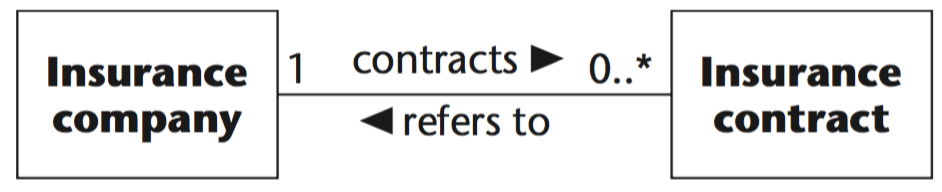 Insurance
company
1
contracts ►
0..*
◄ refers to
Insurance
contract